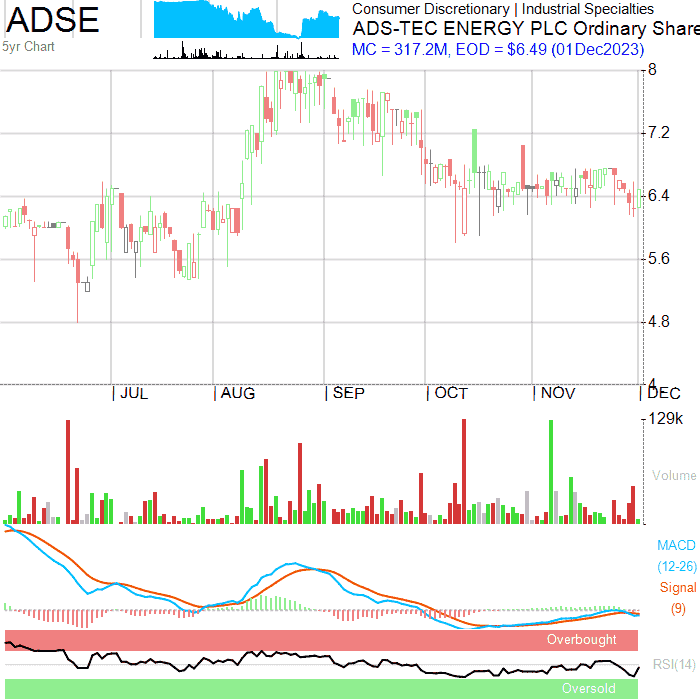 ADSE
5yr Chart
Consumer Discretionary | Industrial Specialties
ADS-TEC ENERGY PLC Ordinary Share
MC = 317.2M, EOD = $6.49 (01Dec2023)
8
7.2
6.4
5.6
4.8
4
JUL
AUG
SEP
OCT
NOV
DEC
129k
Volume
MACD
(12-26)
Signal
(9)
Overbought
RSI(14)
Oversold